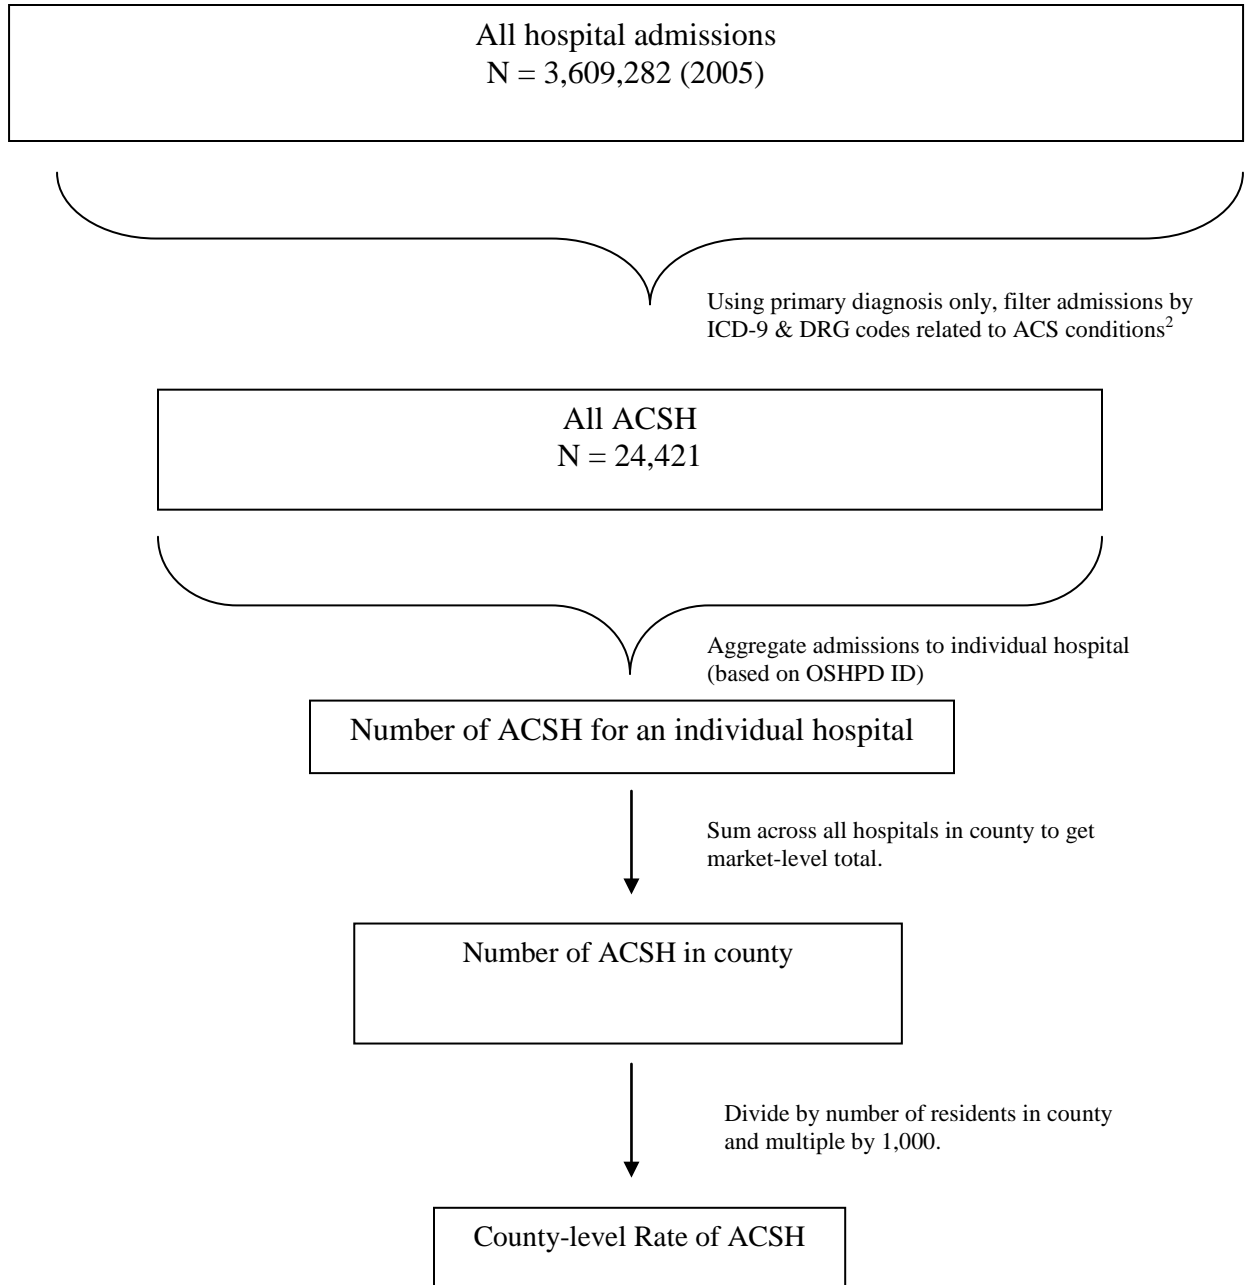 All hospital admissions
N = 3,609,282 (2005)
Using primary diagnosis only, filter admissions by
ICD-9 & DRG codes related to ACS conditions²
All ACSH
N = 24,421
Aggregate admissions to individual hospital
(based on OSHPD ID)
Number of ACSH for an individual hospital
Sum across all hospitals in county to get
market-level total.
Number of ACSH in county
Divide by number of residents in county
and multiple by 1,000.
County-level Rate of ACSH